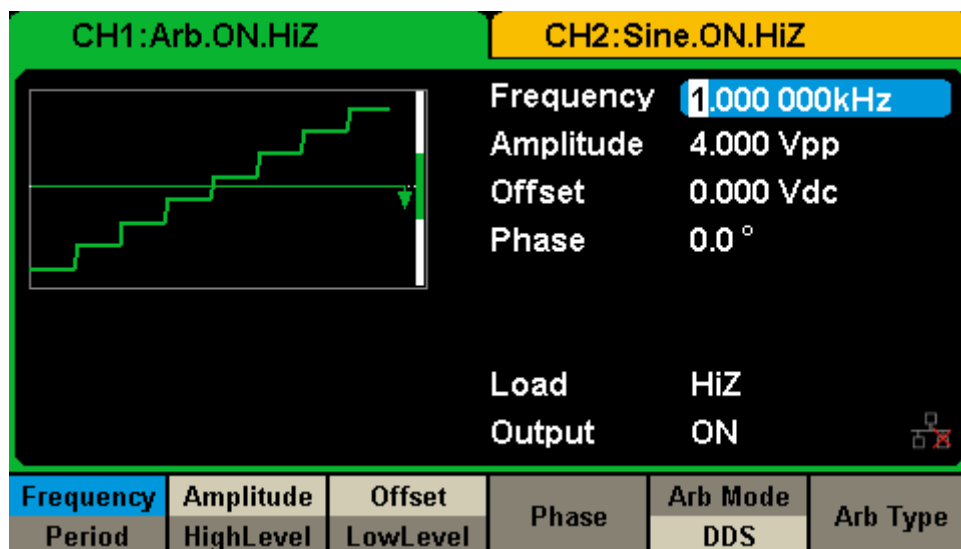 CH1:Arb.ON.HiZ
CH2:Sine.ON.HiZ
Frequency 1.000 000kHz
Amplitude 4.000 Vpp
Offset 0.000 Vdc
Phase 0.0 °
Load HiZ
Output ON
Frequency Amplitude Offset Phase Arb Mode Arb Type
Period HighLevel LowLevel DDS